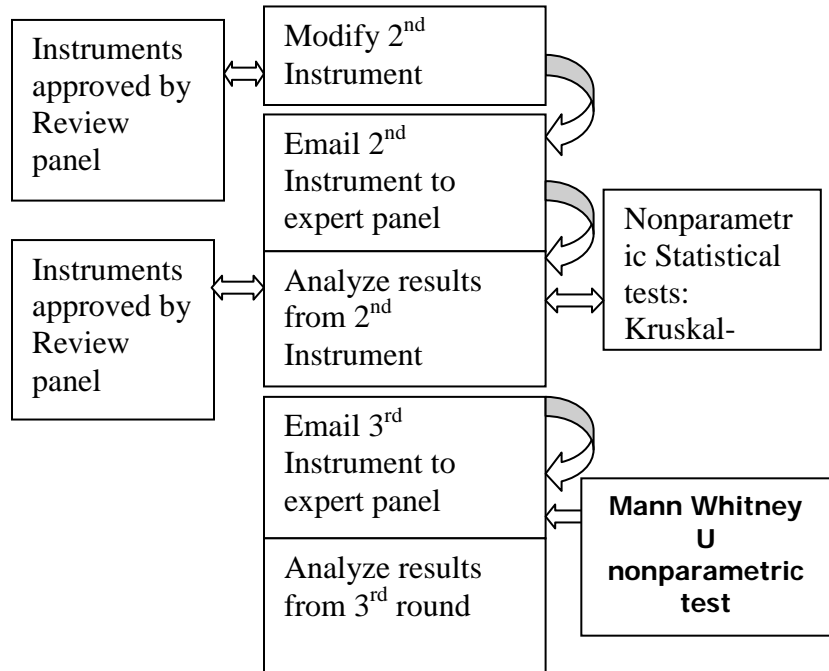 Instruments
approved by
Review
panel
Modify 2nd
Instrument
Email 2nd
Instrument to
expert panel
Instruments
approved by
Review
panel
Analyze results
from 2nd
Instrument
Nonparametr
ic Statistical
tests:
Kruskal-
Email 3rd
Instrument to
expert panel
Mann Whitney
U
nonparametric
test
Analyze results
from 3rd round